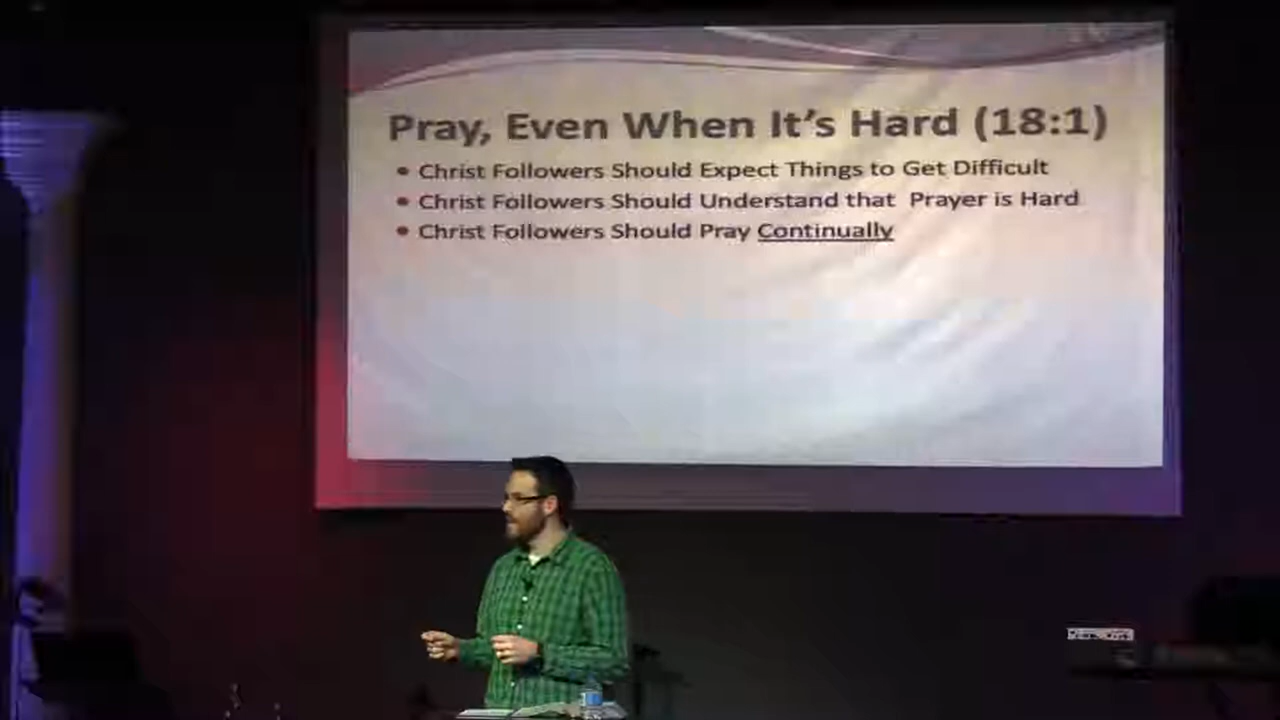 Pray, Even When It's Hard (18:1)
• Christ Followers Should Expect Things to Get Difficult
• Christ Followers Should Understand that  Prayer is Hard
• Christ Followers Should Pray Continually